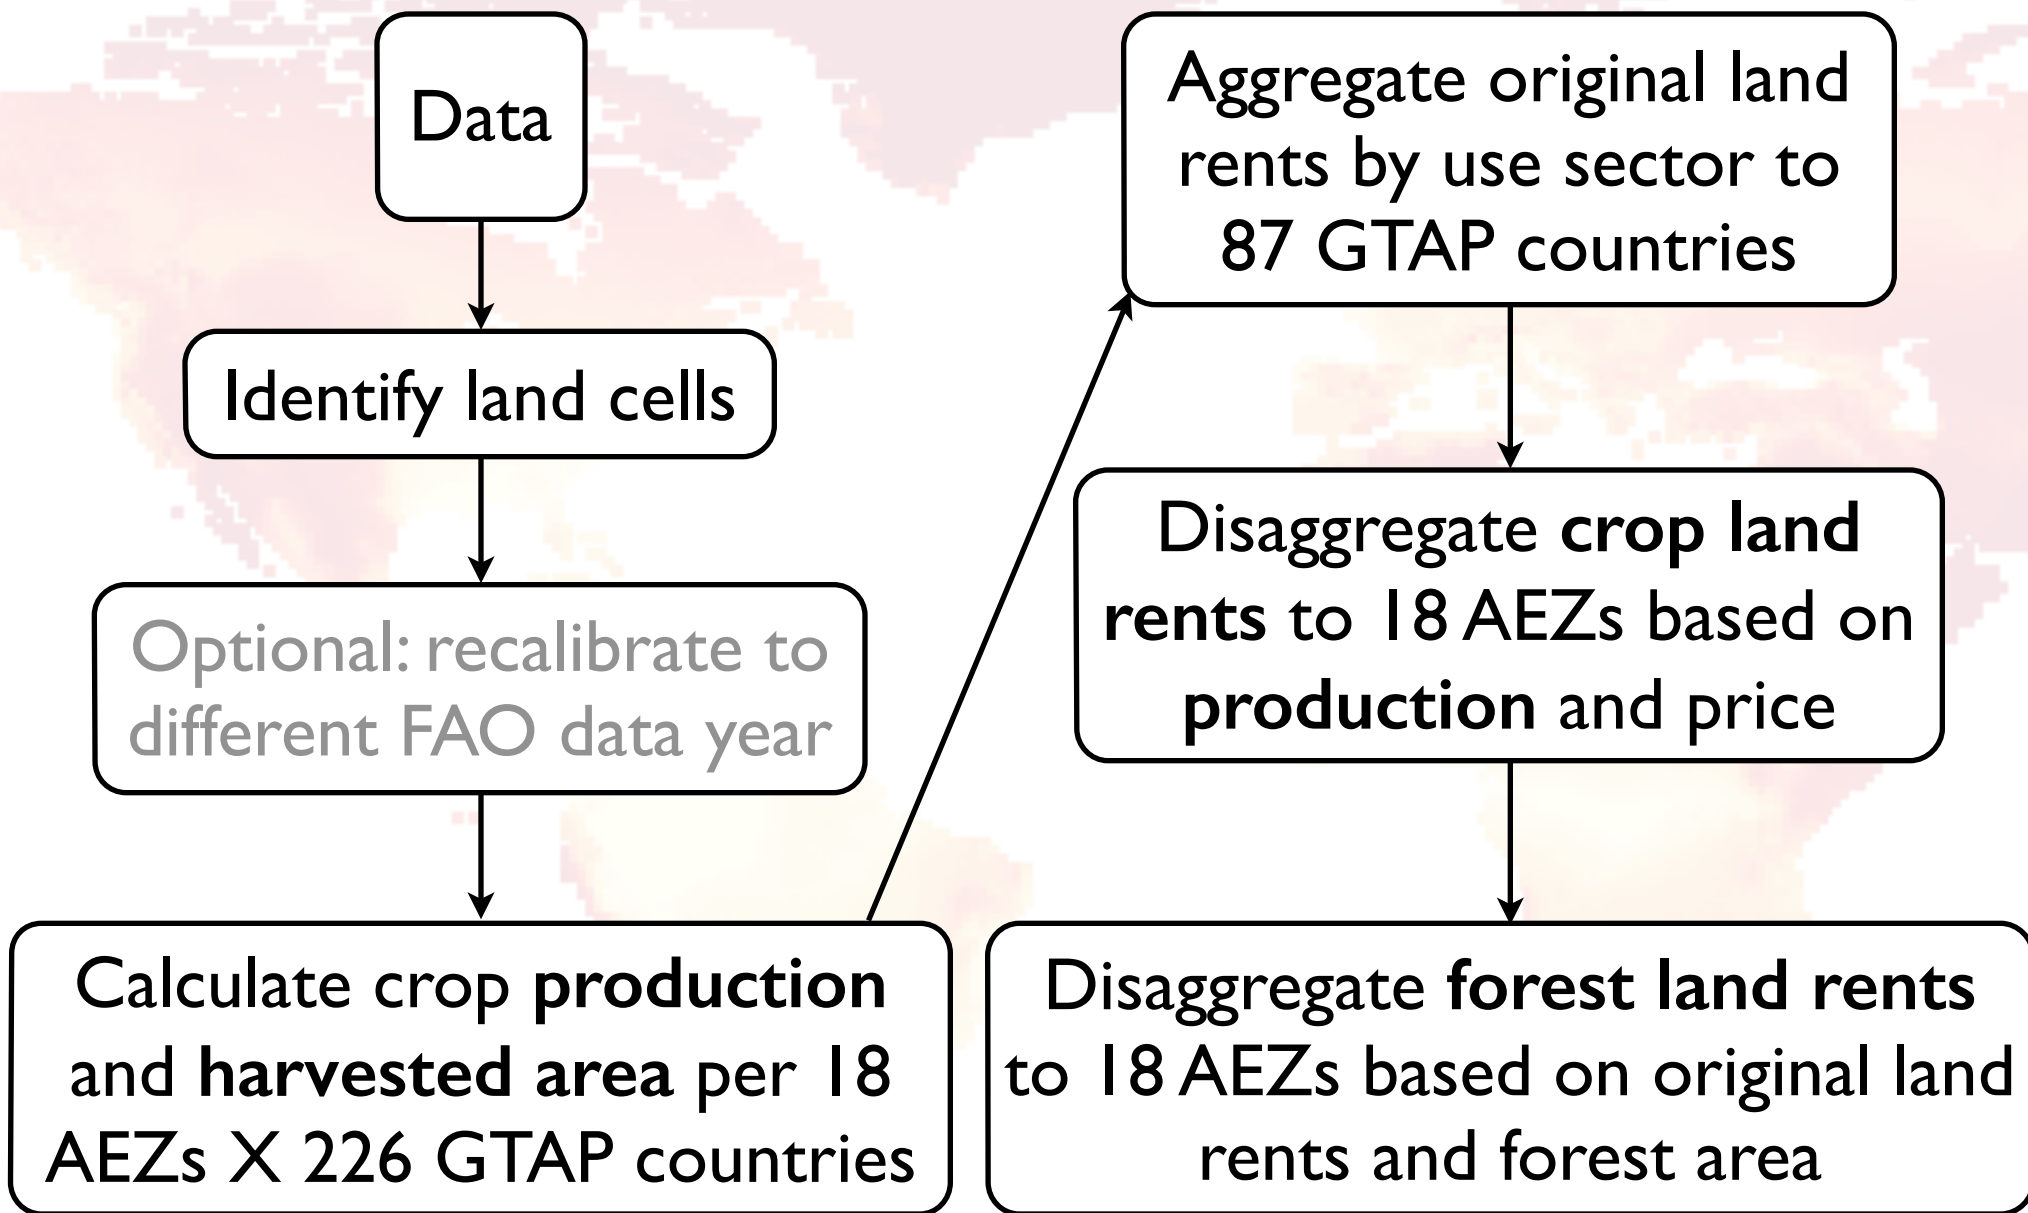 Data
Identify land cells
Optional: recalibrate to
different FAO data year
Calculate crop production
and harvested area per 18
AEZs X 226 GTAP countries
Aggregate original land
rents by use sector to
87 GTAP countries
Disaggregate crop land
rents to 18 AEZs based on
production and price
Disaggregate forest land rents
to 18 AEZs based on original land
rents and forest area